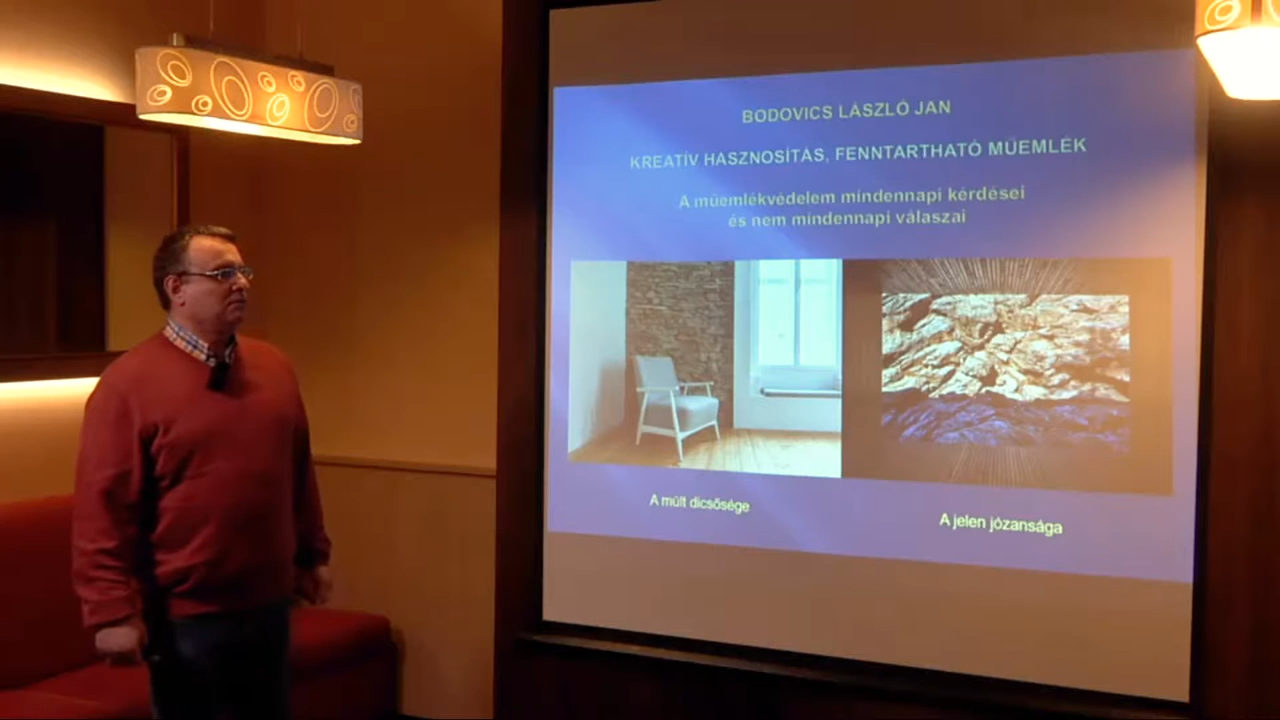 BODOVICS LÁSZLÓ JAN
KREATÍV HASZNOSÍTÁS, FENNTARTHATÓ MŰEMLÉK
A műemlékvédelem mindennapi kérdései
és nem mindennapi válaszai
A múlt dicsősége
A jelen józansága